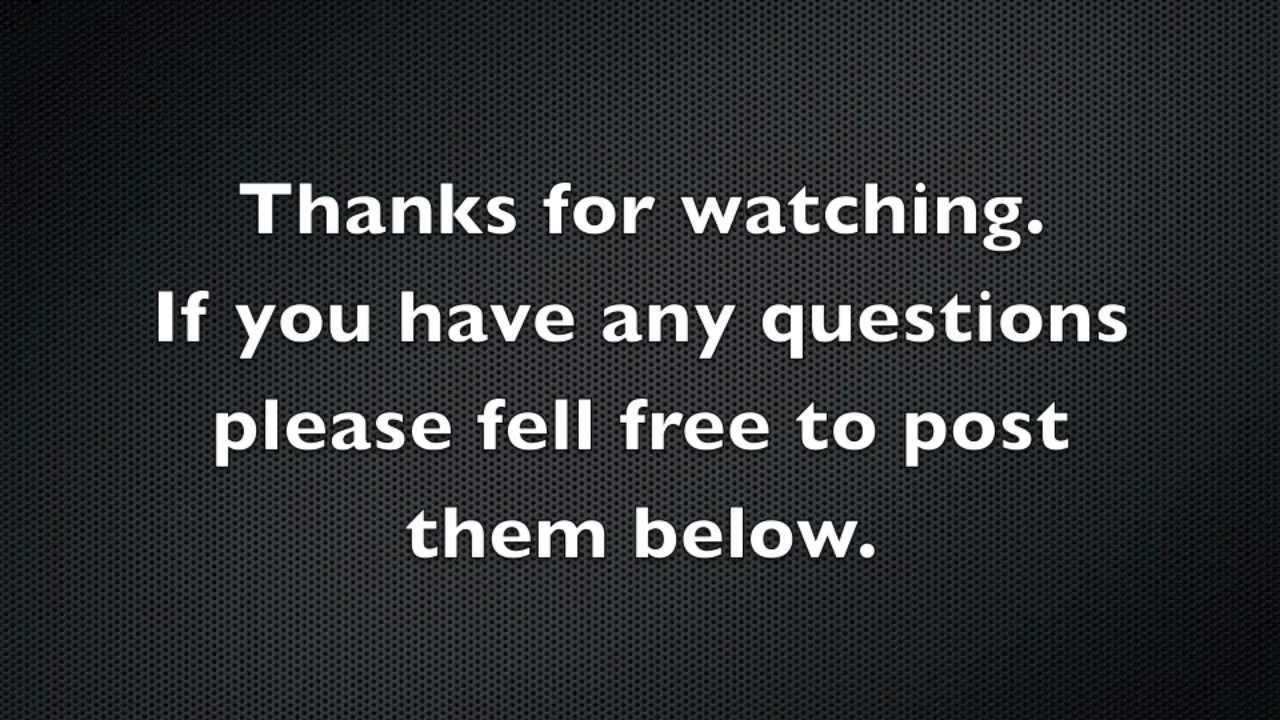 Thanks for watching.
If you have any questions
please fell free to post
them below.